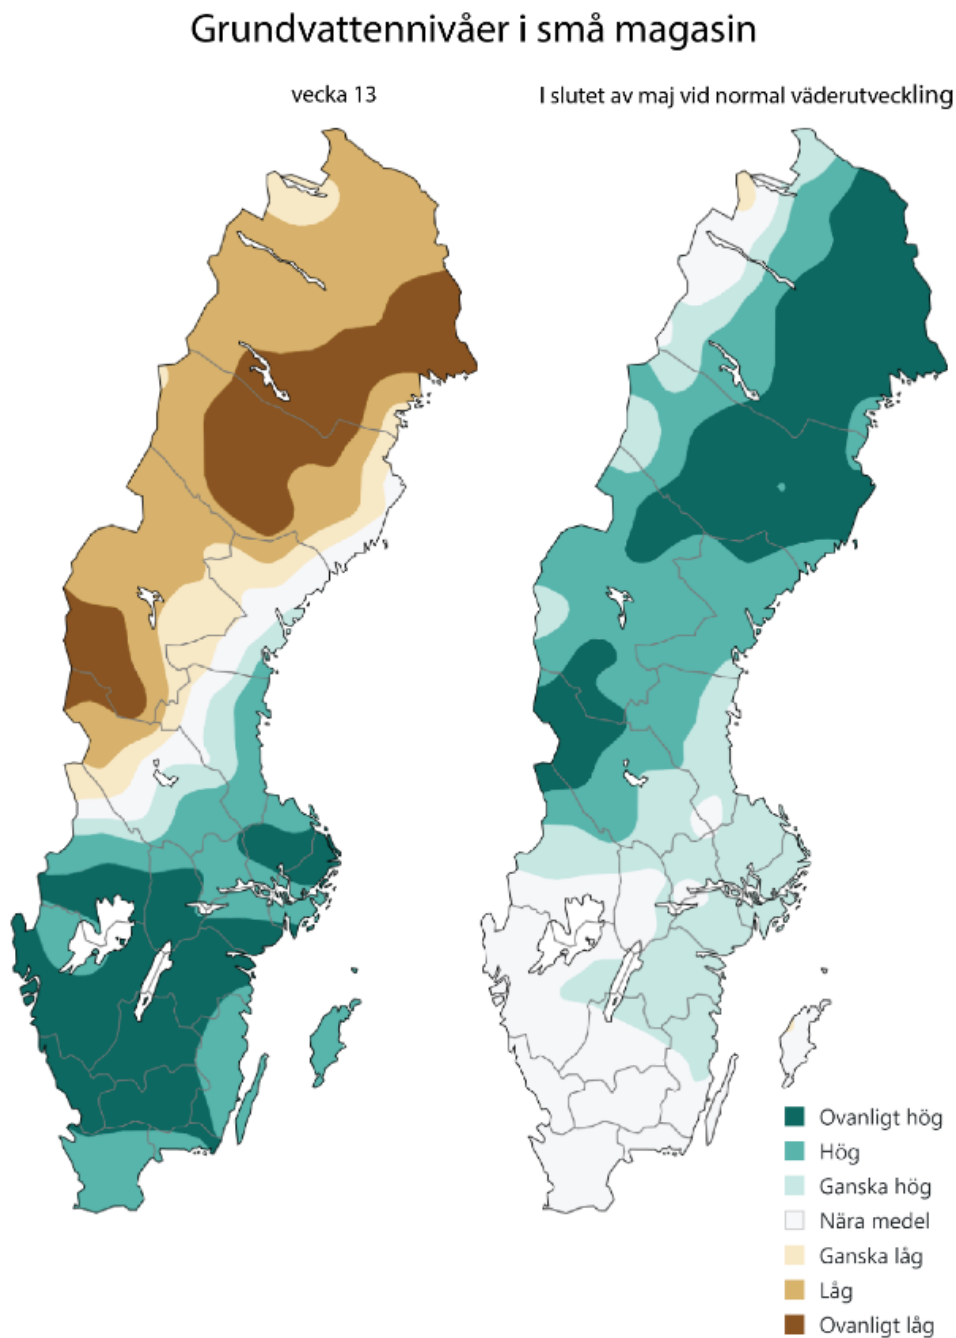 Grundvattennivåer i små magasin
vecka 13
I slutet av maj vid normal väderutveckling
Ovanligt hög
Hög
Ganska hög
Nära medel
Ganska låg
Låg
Ovanligt låg